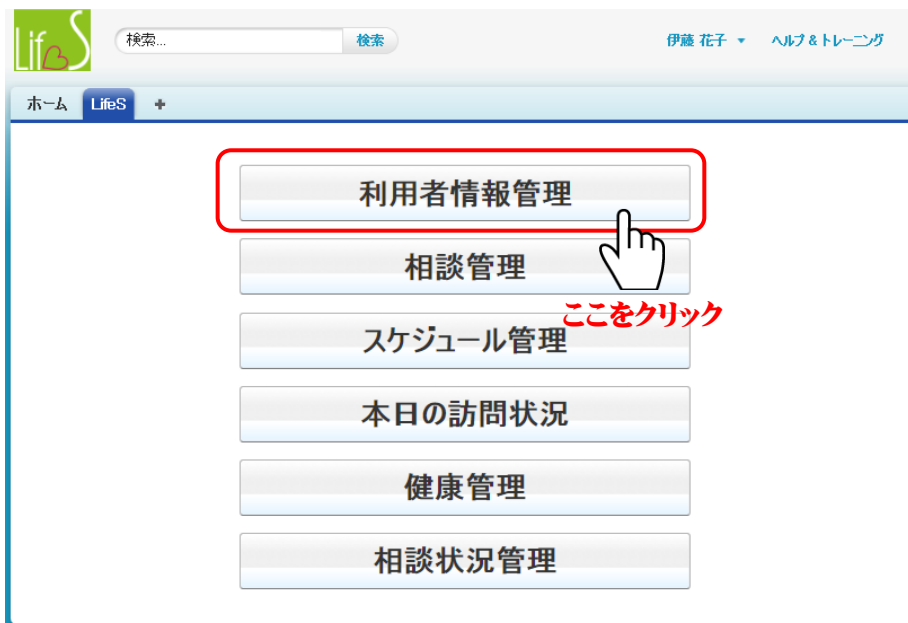 LifeS
検索...
検索
伊藤 花子
ヘルプ & トレーニング
ホーム
LifeS
+
利用者情報管理
相談管理
ここをクリック
スケジュール管理
本日の訪問状況
健康管理
相談状況管理